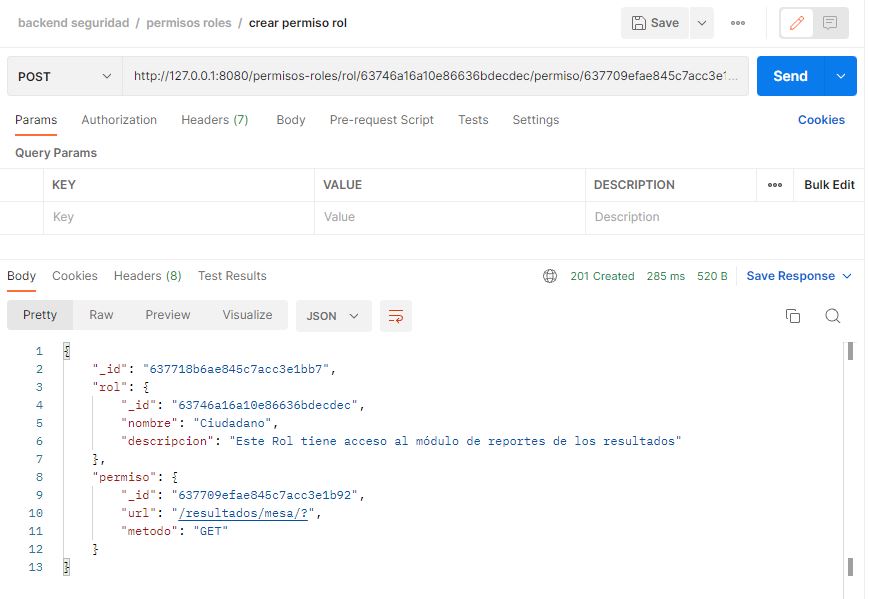 backend seguridad / permisos roles / crear permiso rol Save
POST http://127.0.0.1:8080/permisos-roles/rol/63746a16a10e86636bdecdec/permiso/637709efae845c7acc3e1... Send
Params Authorization Headers (7) Body Pre-request Script Tests Settings Cookies
Query Params
KEY VALUE DESCRIPTION Bulk Edit
Key Value Description
Body Cookies Headers (8) Test Results 201 Created 285 ms 520 B Save Response
Pretty Raw Preview Visualize JSON
1 {
2 "_id": "637718b6ae845c7acc3e1bb7",
3 "rol": {
4 "_id": "63746a16a10e86636bdecdec",
5 "nombre": "Ciudadano",
6 "descripcion": "Este Rol tiene acceso al módulo de reportes de los resultados"
7 },
8 "permiso": {
9 "_id": "637709efae845c7acc3e1b92",
10 "url": "/resultados/mesa/?",
11 "metodo": "GET"
12 }
13 }